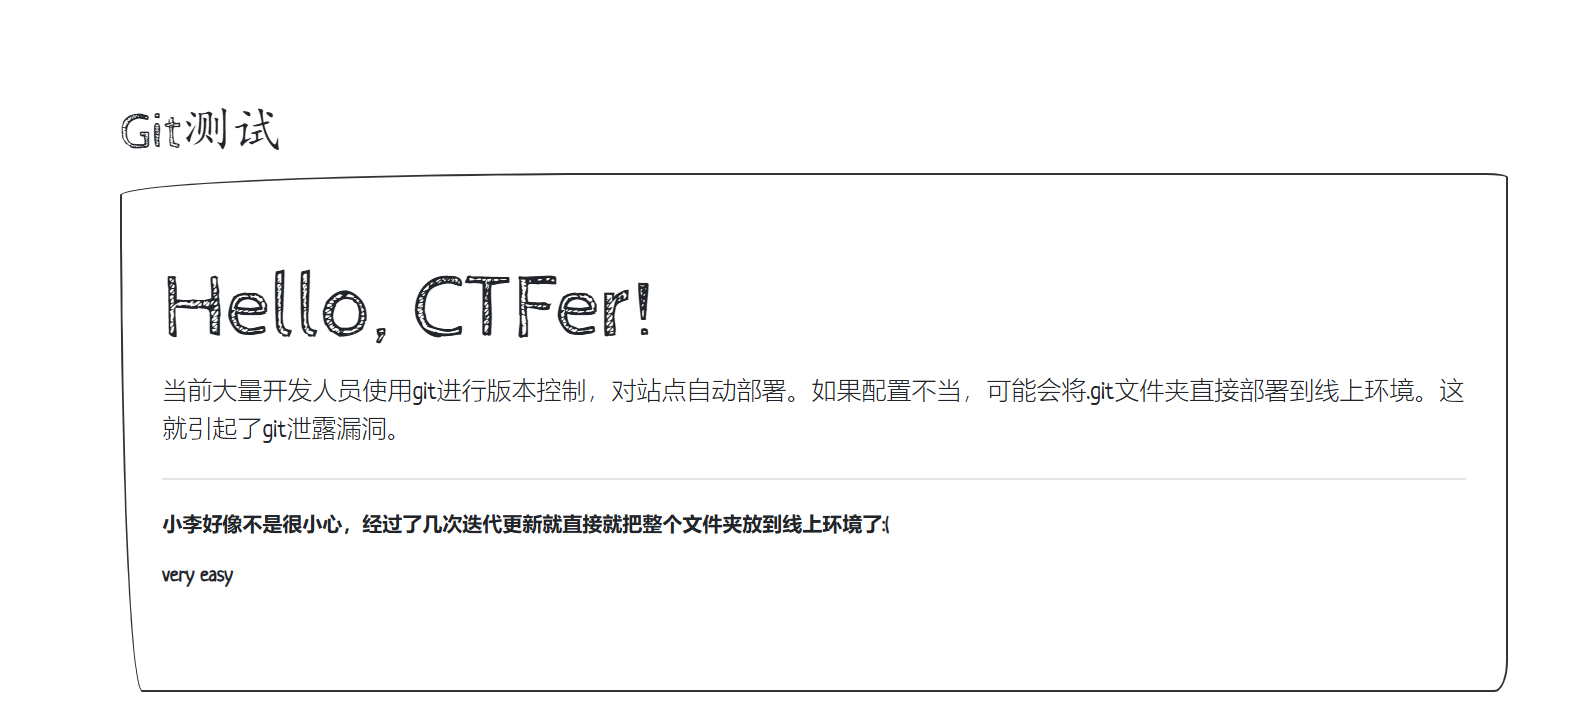 Git测试
Hello, CTFer!
当前大量开发人员使用git进行版本控制，对站点自动部署。如果配置不当，可能会将.git文件夹直接部署到线上环境。这
就引起了git泄露漏洞。
小李好像不是很小心，经过了几次迭代更新就直接就把整个文件夹放到线上环境了:(
very easy